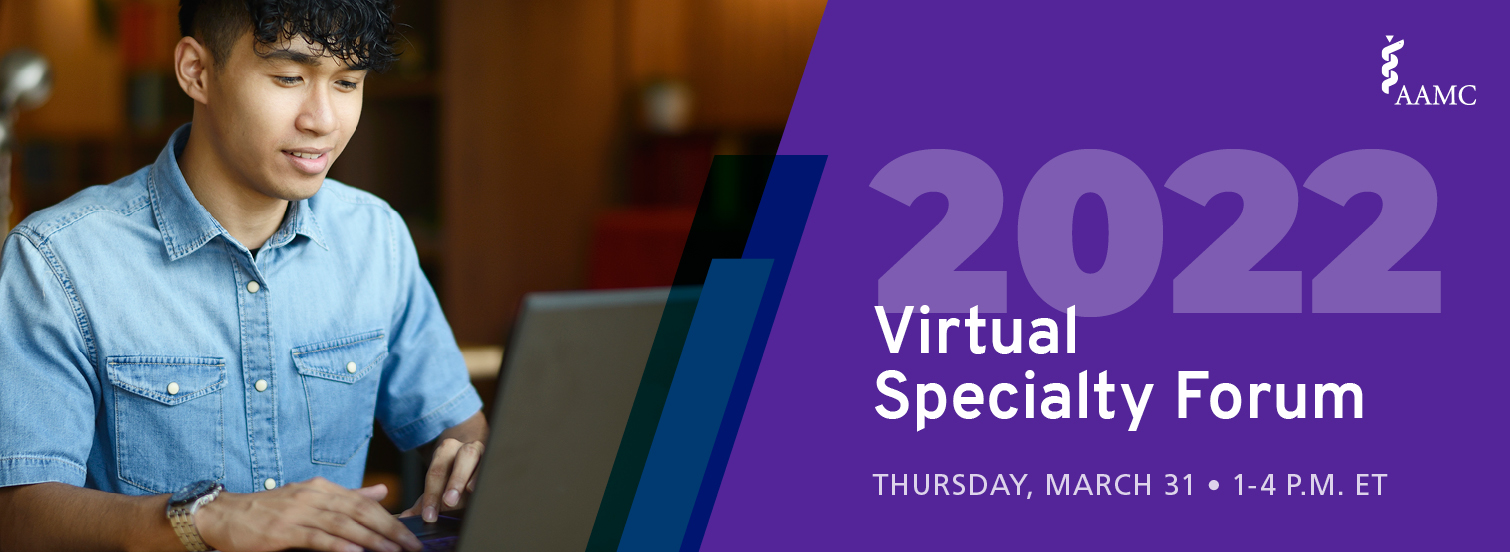 AAMC
2022
Virtual
Specialty Forum
THURSDAY, MARCH 31 • 1-4 P.M. ET